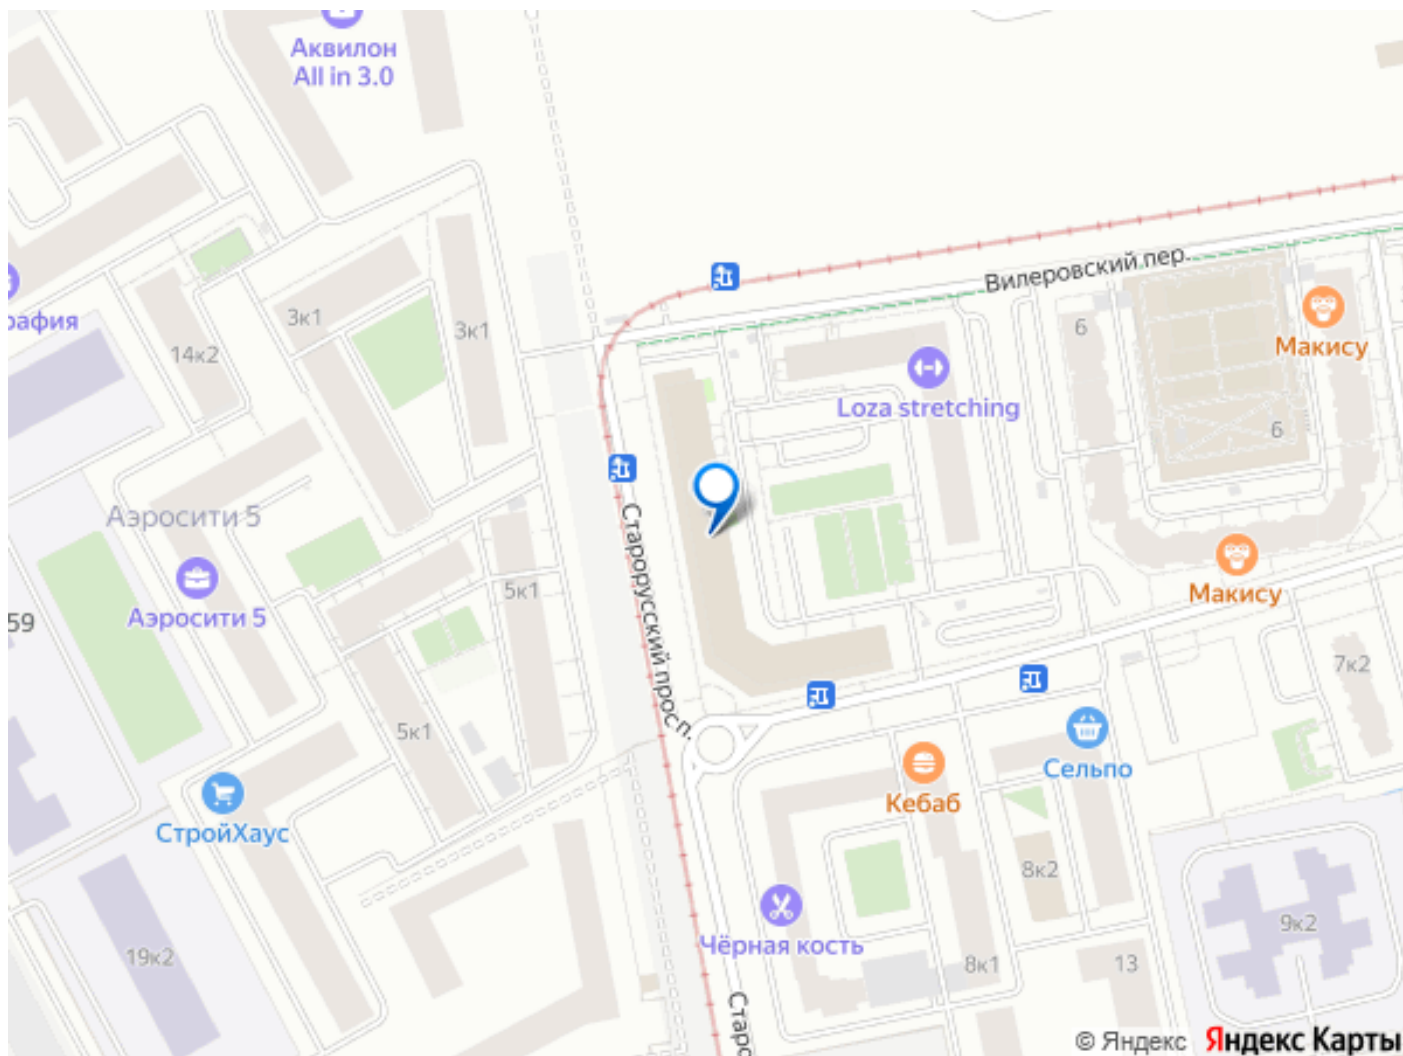 Аквилон
All in 3.0
Вилеровский пер.
рафия
3к1
3к1
14к2
6
Макису
Loza stretching
6
Аэросити 5
Аэросити 5
Старорусский просп.
5к1
59
Макису
7к2
5к1
Сельпо
Кебаб
СтройХаус
8к2
Чёрная кость
9к2
19к2
8к1
13
Старо
© Яндекс Яндекс Карты